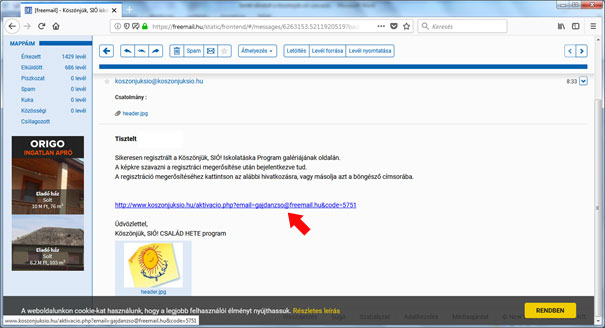 [freemail] - Köszönjük, SIÓ! Isk
https://freemail.hu/static/frontend/#/messages/6263153.521192051
Keresés
MAPPÁIM
Érkezett 1429 levél
Elküldött 686 levél
Piszkozat 0 levél
Spam 0 levél
Kuka 0 levél
Közösségi 0 levél
Csillagozott
Spam
Áthelyezés
Letöltés
Levél forrása
Levél nyomtatása
koszonjuksio@koszonjuksio.hu 8:33
Csatolmány :
header.jpg
Tisztelt
Sikeresen regisztrált a Köszönjük, SIÓ! Iskolatáska Program galériájának oldalán.
A képkre szavazni a regisztráci megerősítése után bejelentkezve tud.
A regisztráció megerősítéséhez kattintson az alábbi hivatkozásra, vagy másolja azt a böngésző címsorába.
http://www.koszonjuksio.hu/aktivacio.php?email=gajdanzso@freemail.hu&code=5751
Üdvözlettel,
Köszönjük, SIÓ! CSALÁD HETE program
header.jpg
ORIGO
INGATLAN APRÓ
Eladó ház
Solt
10 M Ft, 76 m²
Eladó ház
Solt
6.2 M Ft, 103 m²
A weboldalunkon cookie-kat használunk, hogy a legjobb felhasználói élményt nyújthassuk. Részletes leírás
RENDBEN
www.koszonjuksio.hu/aktivacio.php?email=gajdanzso@freemail.hu&code=5751